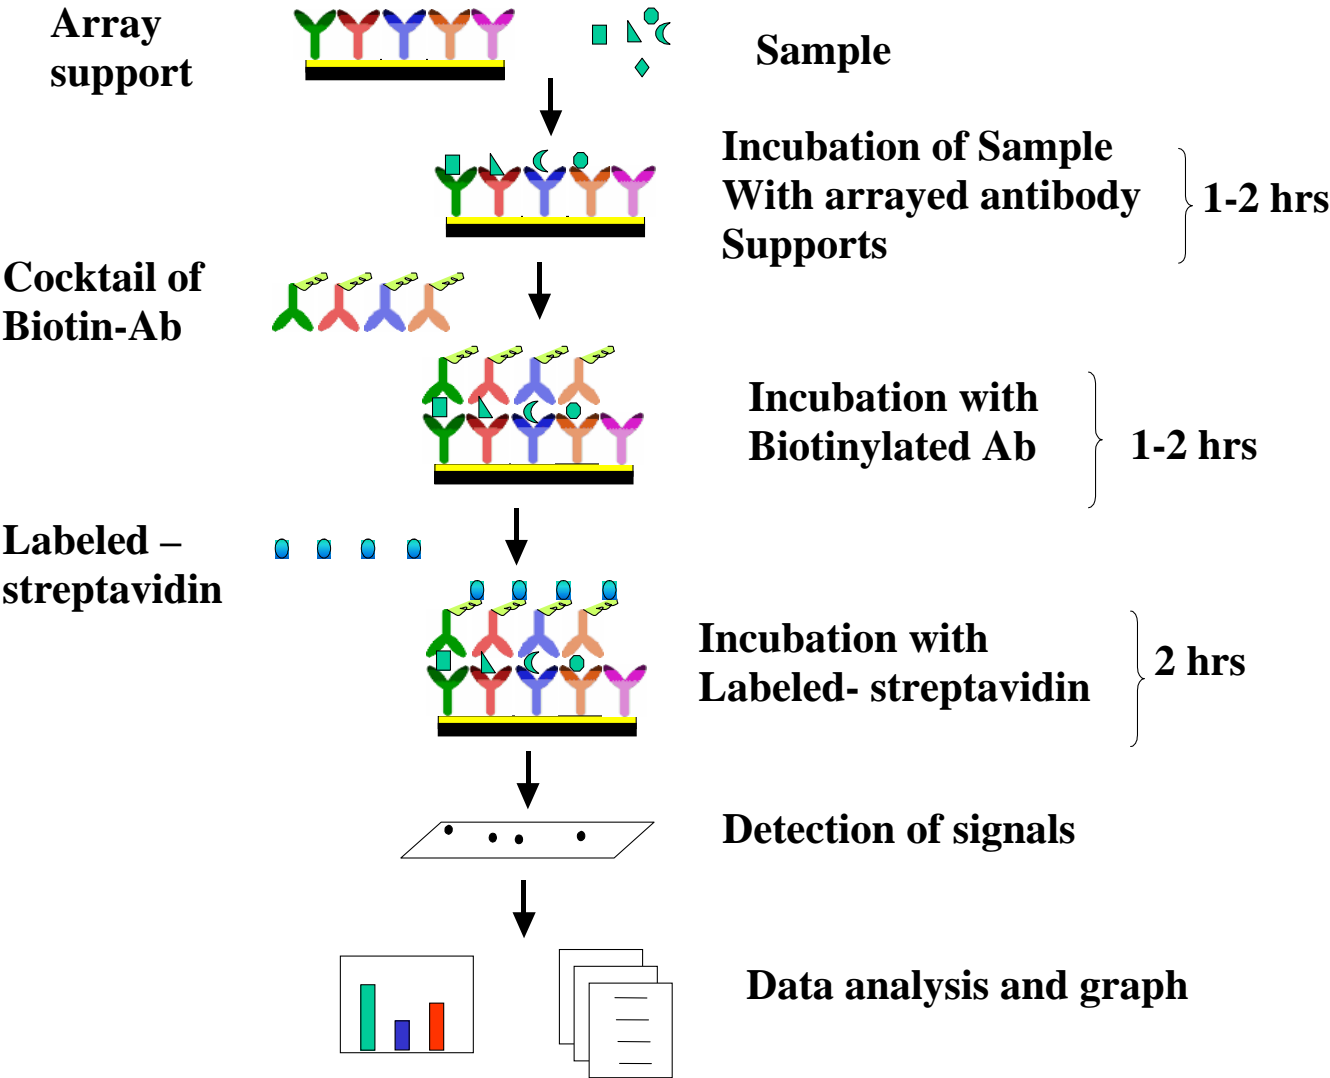 Array
support
Sample
Incubation of Sample
With arrayed antibody
Supports
1-2 hrs
Cocktail of
Biotin-Ab
Incubation with
Biotinylated Ab
1-2 hrs
Labeled –
streptavidin
Incubation with
Labeled- streptavidin
2 hrs
Detection of signals
Data analysis and graph